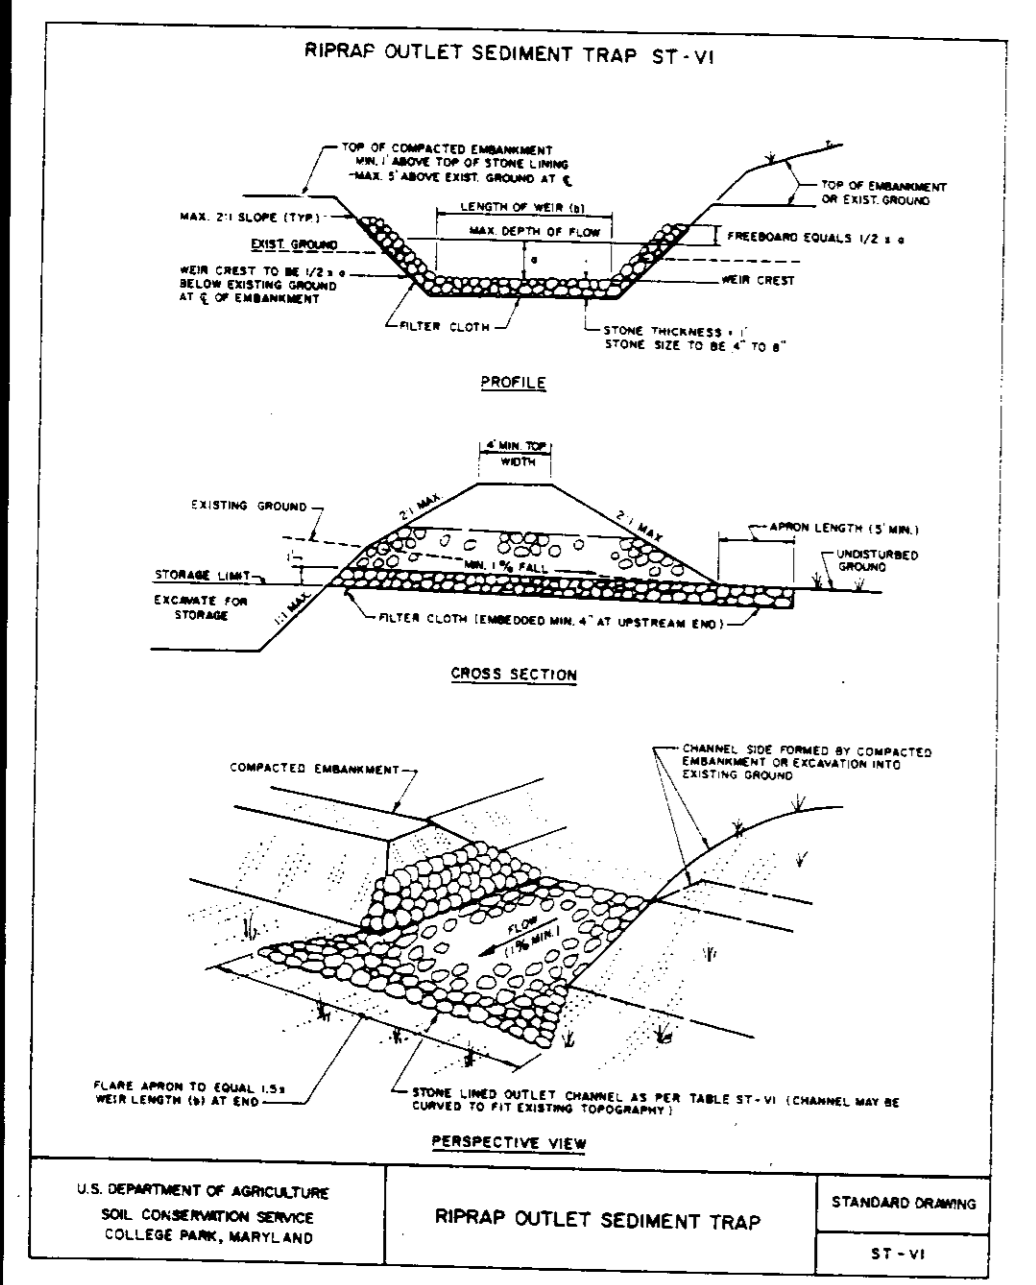 RIPRAP OUTLET SEDIMENT TRAP ST-VI
TOP OF COMPACTED EMBANKMENT
MIN. 1' ABOVE TOP OF STONE LINING
-MAX. 5' ABOVE EXIST. GROUND AT ℄
TOP OF EMBANKMENT
OR EXIST. GROUND
LENGTH OF WEIR (b)
MAX. 2:1 SLOPE (TYP.)
MAX. DEPTH OF FLOW
FREEBOARD EQUALS 1/2 x a
EXIST. GROUND
a
WEIR CREST TO BE 1/2 x a
BELOW EXISTING GROUND
AT ℄ OF EMBANKMENT
WEIR CREST
FILTER CLOTH
STONE THICKNESS = 1'
STONE SIZE TO BE 4" TO 8"
PROFILE
4' MIN. TOP
WIDTH
EXISTING GROUND
2:1 MAX.
2:1 MAX
APRON LENGTH (5' MIN.)
UNDISTURBED
GROUND
1'
MIN. 1% FALL
STORAGE LIMIT
EXCAVATE FOR
STORAGE
1:1 MAX.
FILTER CLOTH (EMBEDDED MIN. 4" AT UPSTREAM END)
CROSS SECTION
CHANNEL SIDE FORMED BY COMPACTED
EMBANKMENT OR EXCAVATION INTO
EXISTING GROUND
COMPACTED EMBANKMENT
FLOW
(1% MIN.)
FLARE APRON TO EQUAL 1.5x
WEIR LENGTH (b) AT END
STONE LINED OUTLET CHANNEL AS PER TABLE ST-VI (CHANNEL MAY BE
CURVED TO FIT EXISTING TOPOGRAPHY)
PERSPECTIVE VIEW
U.S. DEPARTMENT OF AGRICULTURE
SOIL CONSERVATION SERVICE
COLLEGE PARK, MARYLAND
RIPRAP OUTLET SEDIMENT TRAP
STANDARD DRAWING
ST-VI